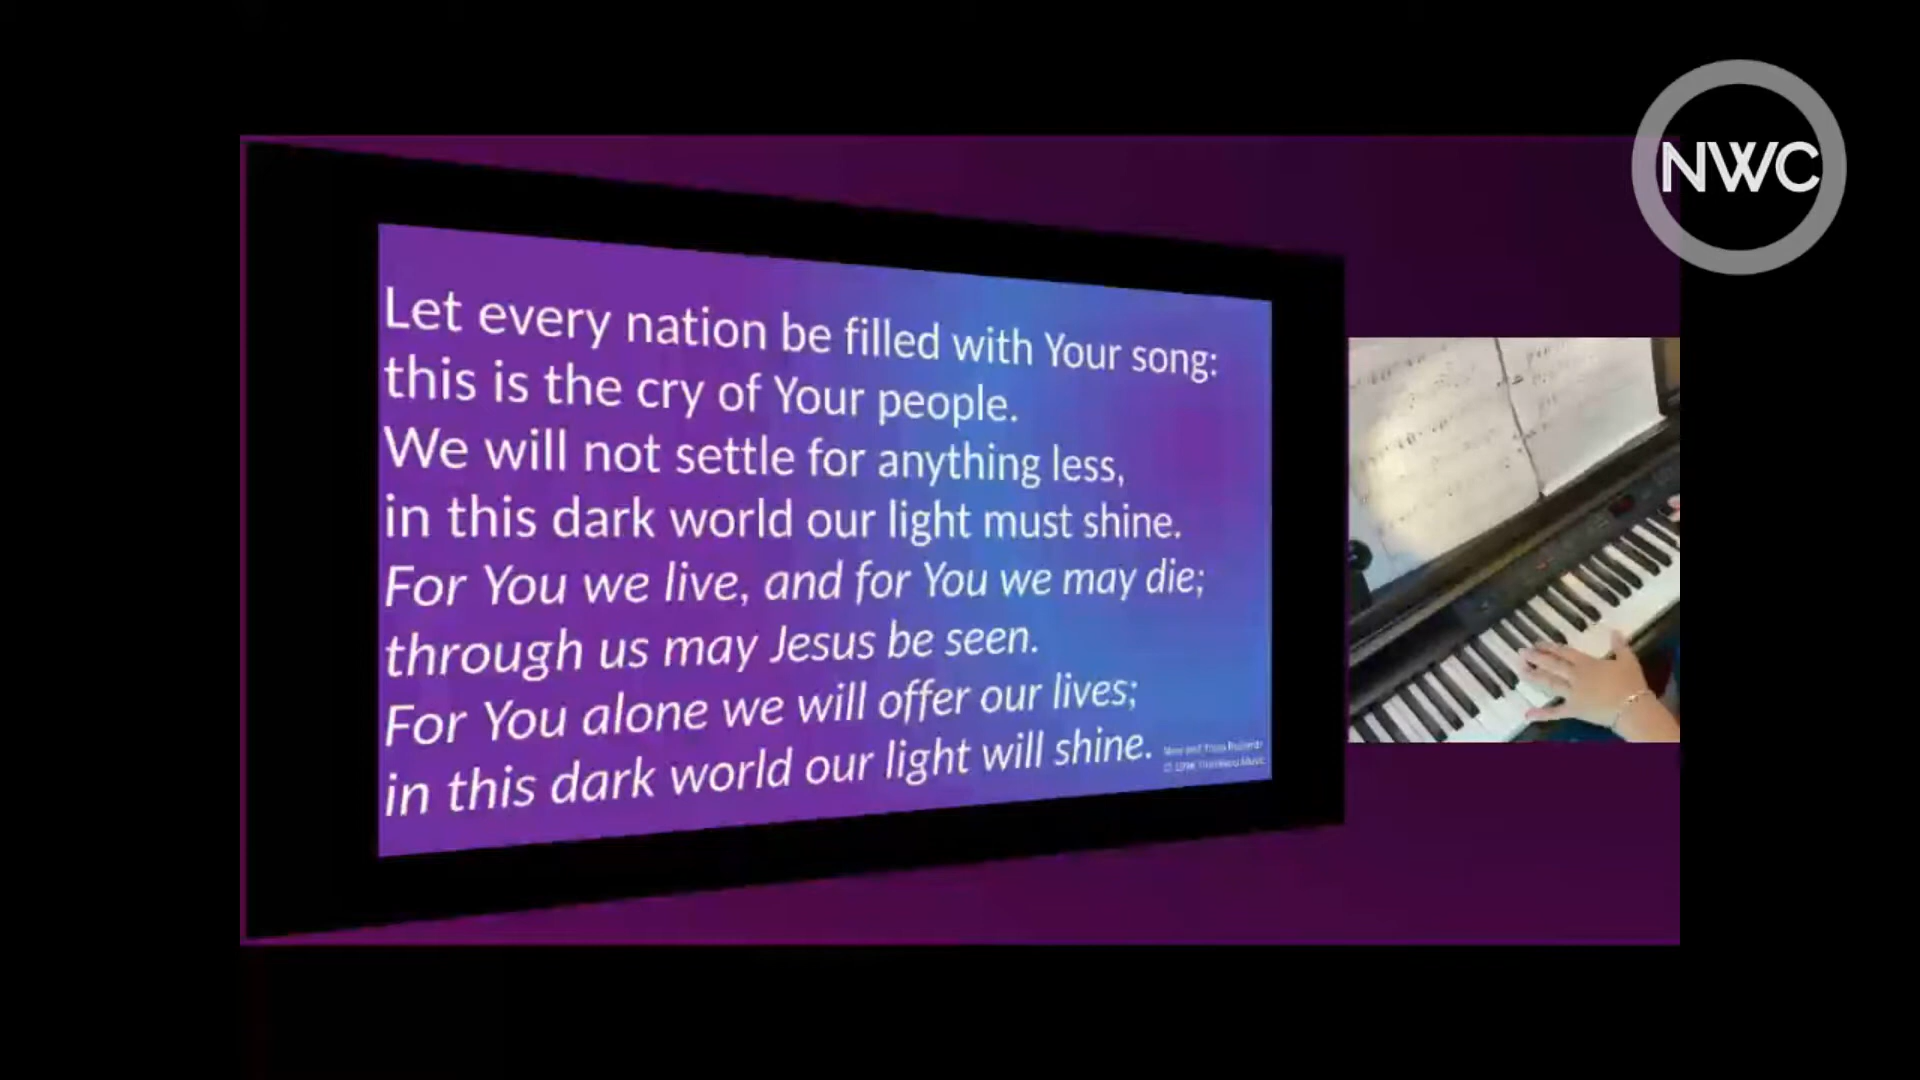 NWC
Let every nation be filled with Your song:
this is the cry of Your people.
We will not settle for anything less,
in this dark world our light must shine.
For You we live, and for You we may die;
through us may Jesus be seen.
For You alone we will offer our lives;
in this dark world our light will shine.